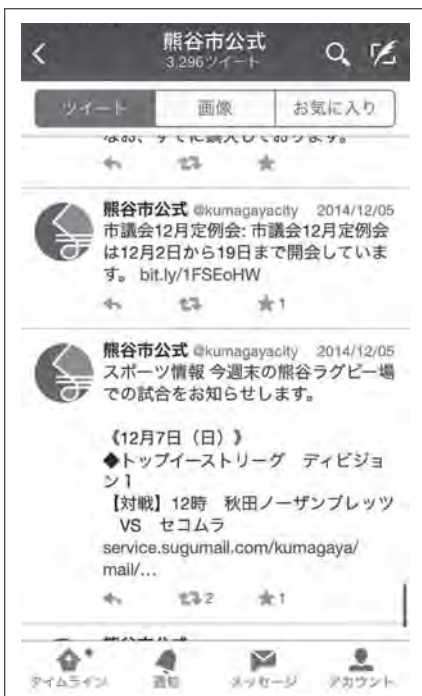 熊谷市公式
3,296ツイート
ツイート 画像 お気に入り
熊谷市公式 @kumagayacity 2014/12/05
市議会12月定例会: 市議会12月定例会
は12月2日から19日まで開会していま
す。 bit.ly/1FSEoHW
1
熊谷市公式 @kumagayacity 2014/12/05
スポーツ情報 今週末の熊谷ラグビー場
での試合をお知らせします。
《12月7日（日）》
◆トップイーストリーグ ディビジョ
ン1
【対戦】12時 秋田ノーザンブレッツ
VS セコムラ
service.sugumail.com/kumagaya/
mail/...
2 1
タイムライン 通知 メッセージ アカウント